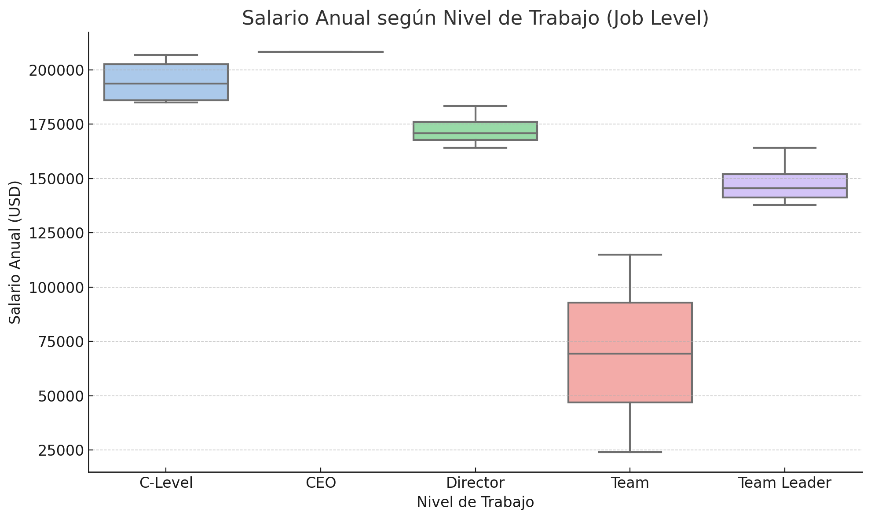 Salario Anual según Nivel de Trabajo (Job Level)
Salario Anual (USD)
200000
175000
150000
125000
100000
75000
50000
25000
C-Level
CEO
Director
Team
Team Leader
Nivel de Trabajo